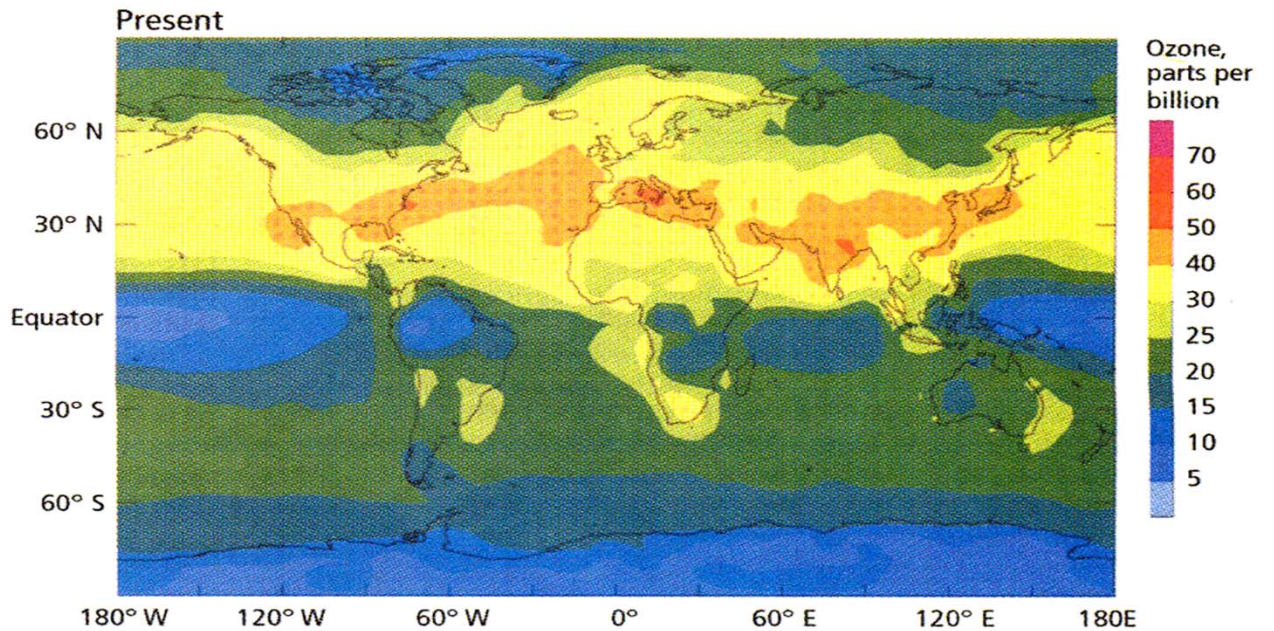 Present
Ozone,
parts per
billion
60° N
30° N
Equator
30° S
60° S
70
60
50
40
30
25
20
15
10
5
180° W
120° W
60° W
0°
60° E
120° E
180E